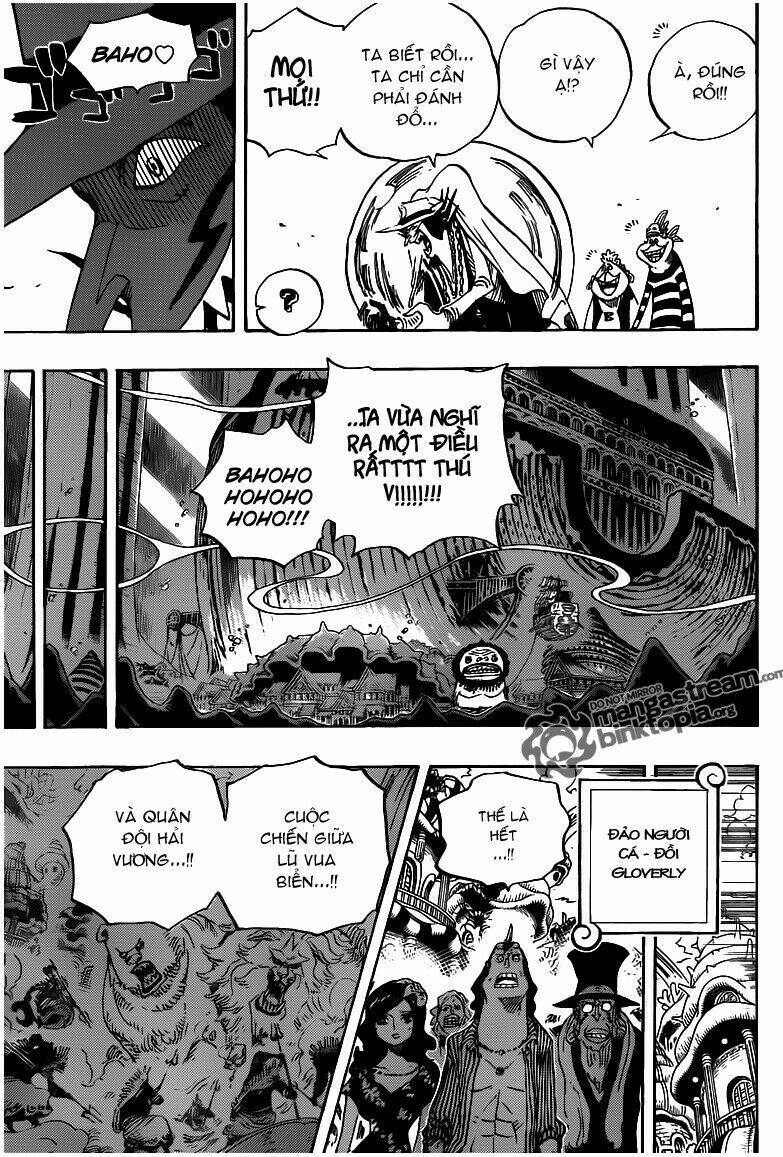 À, ĐÚNG
RỒI!!
GÌ VẬY
Ạ!?
TA BIẾT RỒI...
TA CHỈ CẦN
PHẢI ĐÁNH
ĐỔ...
MỌI
THỨ!!
?
BAHO♡
...TA VỪA NGHĨ
RA MỘT ĐIỀU
RẤTTTT THÚ
VỊ!!!!!!!
BAHOHO
HOHOHO
HOHO!!!
DO NOT MIRROR
mangastream.com
binktopia.org
ĐẢO NGƯỜI
CÁ - ĐỒI
GLOVERLY
THẾ LÀ
HẾT
...!!
CUỘC
CHIẾN GIỮA
LŨ VUA
BIỂN...!!
VÀ QUÂN
ĐỘI HẢI
VƯƠNG...!!